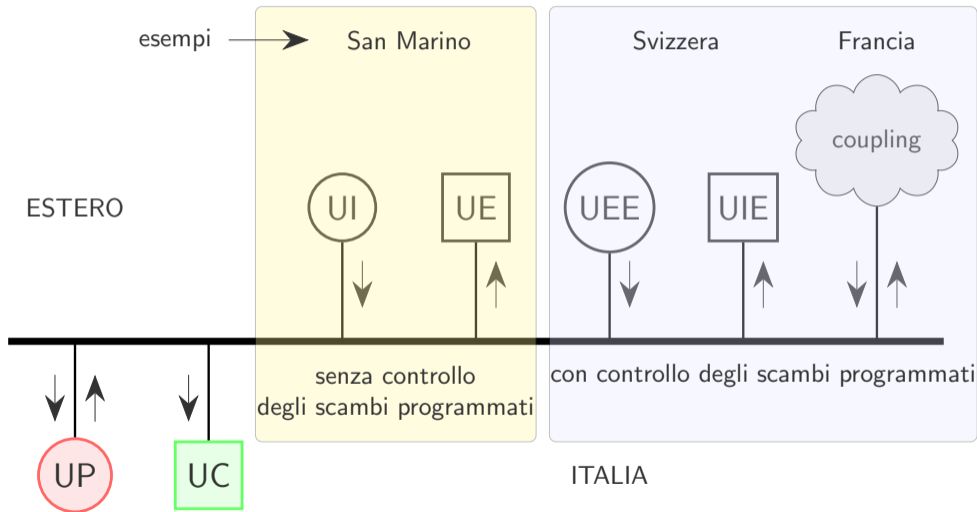 esempi
San Marino
Svizzera
Francia
coupling
ESTERO
UI
UE
UEE
UIE
senza controllo
degli scambi programmati
con controllo degli scambi programmati
UP
UC
ITALIA